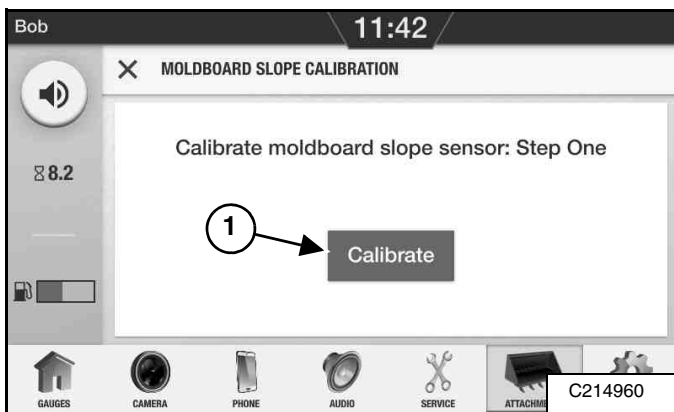 Bob
11:42
MOLDBOARD SLOPE CALIBRATION
8.2
Calibrate moldboard slope sensor: Step One
1
Calibrate
GAUGES
CAMERA
PHONE
AUDIO
SERVICE
ATTACHME
C214960